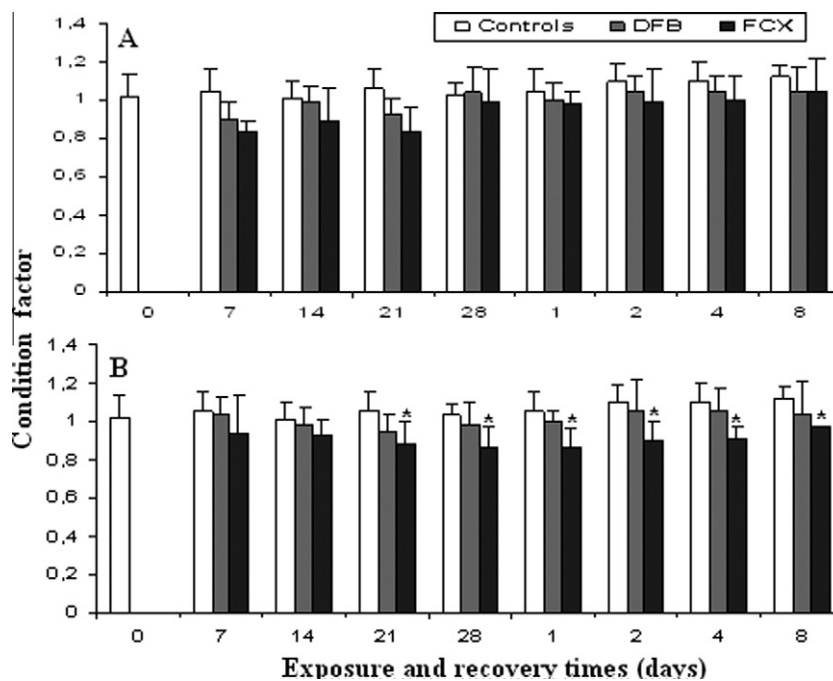 A
Controls DFB FCX
1,4
1,2
1
0,8
0,6
0,4
0,2
0
0 7 14 21 28 1 2 4 8
Condition factor
B
1,4
1,2
1
0,8
0,6
0,4
0,2
0
* * * * * *
0 7 14 21 28 1 2 4 8
Exposure and recovery times (days)